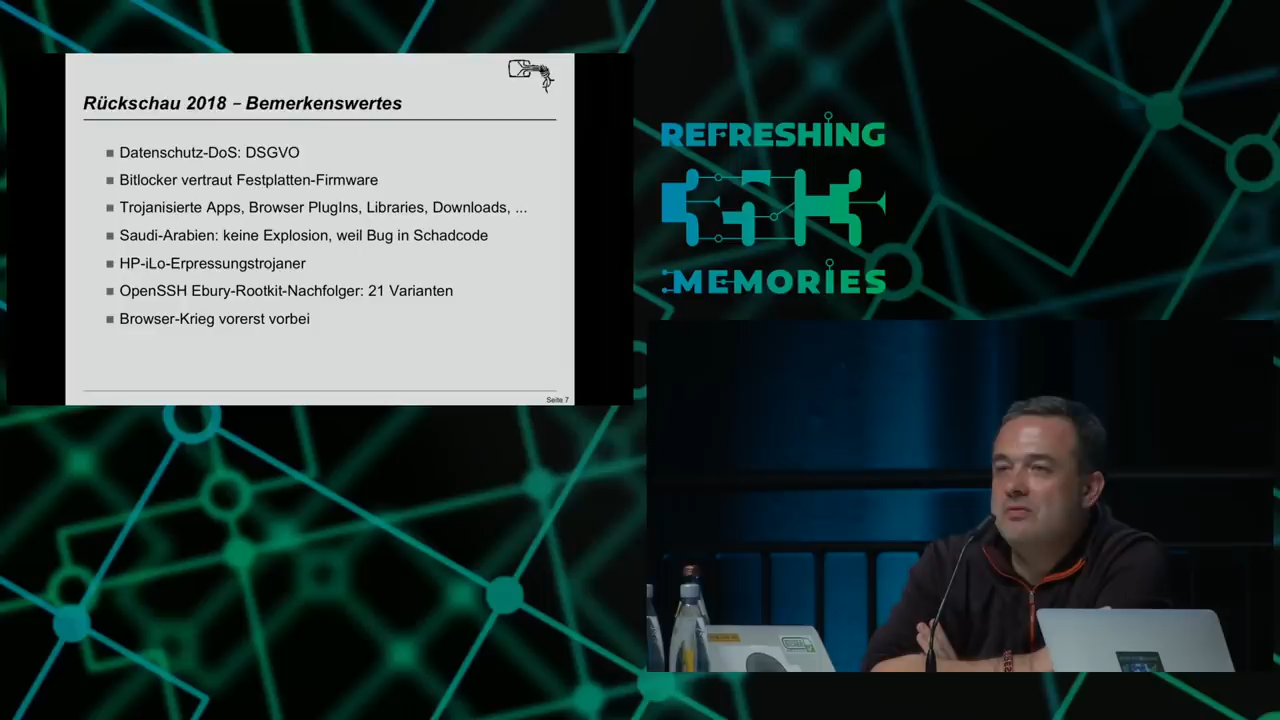 Rückschau 2018 – Bemerkenswertes
Datenschutz-DoS: DSGVO
Bitlocker vertraut Festplatten-Firmware
Trojanisierte Apps, Browser PlugIns, Libraries, Downloads, ...
Saudi-Arabien: keine Explosion, weil Bug in Schadcode
HP-iLo-Erpressungstrojaner
OpenSSH Ebury-Rootkit-Nachfolger: 21 Varianten
Browser-Krieg vorerst vorbei
Seite 7
REFRESHING
MEMORIES